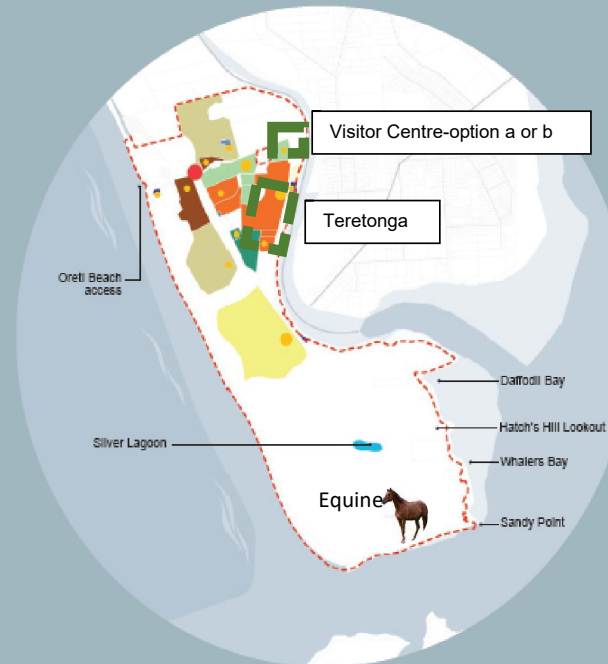 Visitor Centre-option a or b
Teretonga
Oreti Beach
access
Daffodil Bay
Hatch's Hill Lookout
Silver Lagoon
Whalers Bay
Equine
Sandy Point